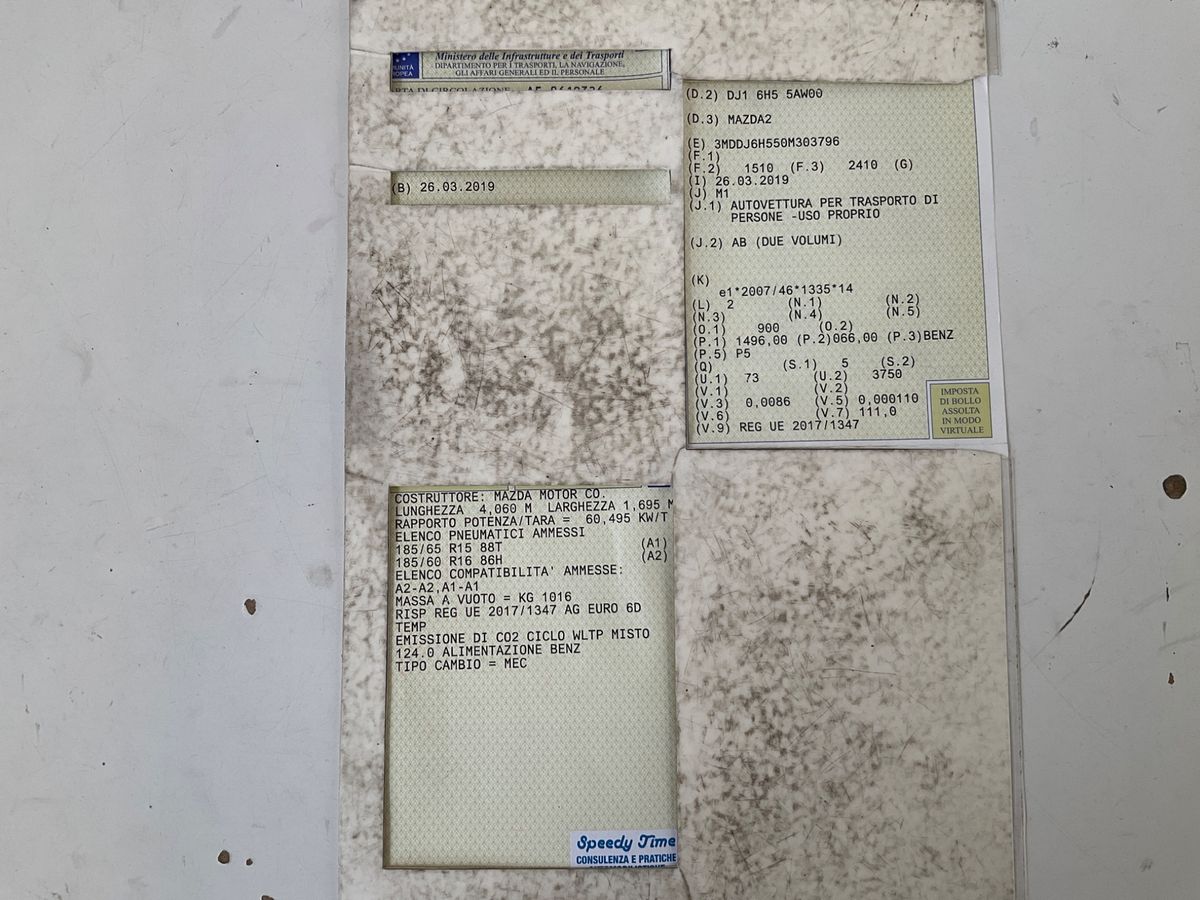 UNITÀ
ROPEA
Ministero delle Infrastrutture e dei Trasporti
DIPARTIMENTO PER I TRASPORTI, LA NAVIGAZIONE,
GLI AFFARI GENERALI ED IL PERSONALE
RTA DI CIRCOLAZIONE
(B) 26.03.2019
COSTRUTTORE: MAZDA MOTOR CO.
LUNGHEZZA 4,060 M LARGHEZZA 1,695 M
RAPPORTO POTENZA/TARA = 60,495 KW/T
ELENCO PNEUMATICI AMMESSI
185/65 R15 88T (A1)
185/60 R16 86H (A2)
ELENCO COMPATIBILITA' AMMESSE:
A2-A2,A1-A1
MASSA A VUOTO = KG 1016
RISP REG UE 2017/1347 AG EURO 6D
TEMP
EMISSIONE DI CO2 CICLO WLTP MISTO
124.0 ALIMENTAZIONE BENZ
TIPO CAMBIO = MEC
Speedy Time
CONSULENZA E PRATICHE
(D.2) DJ1 6H5 5AW00
(D.3) MAZDA2
(E) 3MDDJ6H550M303796
(F.1)
(F.2) 1510 (F.3) 2410 (G)
(I) 26.03.2019
(J) M1
(J.1) AUTOVETTURA PER TRASPORTO DI
PERSONE -USO PROPRIO
(J.2) AB (DUE VOLUMI)
(K)
e1*2007/46*1335*14
(L) 2 (N.1) (N.2)
(N.3) (N.4) (N.5)
(O.1) 900 (O.2)
(P.1) 1496,00 (P.2)066,00 (P.3)BENZ
(P.5) P5
(Q) (S.1) 5 (S.2)
(U.1) 73 (U.2) 3750
(V.1) (V.2)
(V.3) 0,0086 (V.5) 0,000110
(V.6) (V.7) 111,0
(V.9) REG UE 2017/1347
IMPOSTA
DI BOLLO
ASSOLTA
IN MODO
VIRTUALE